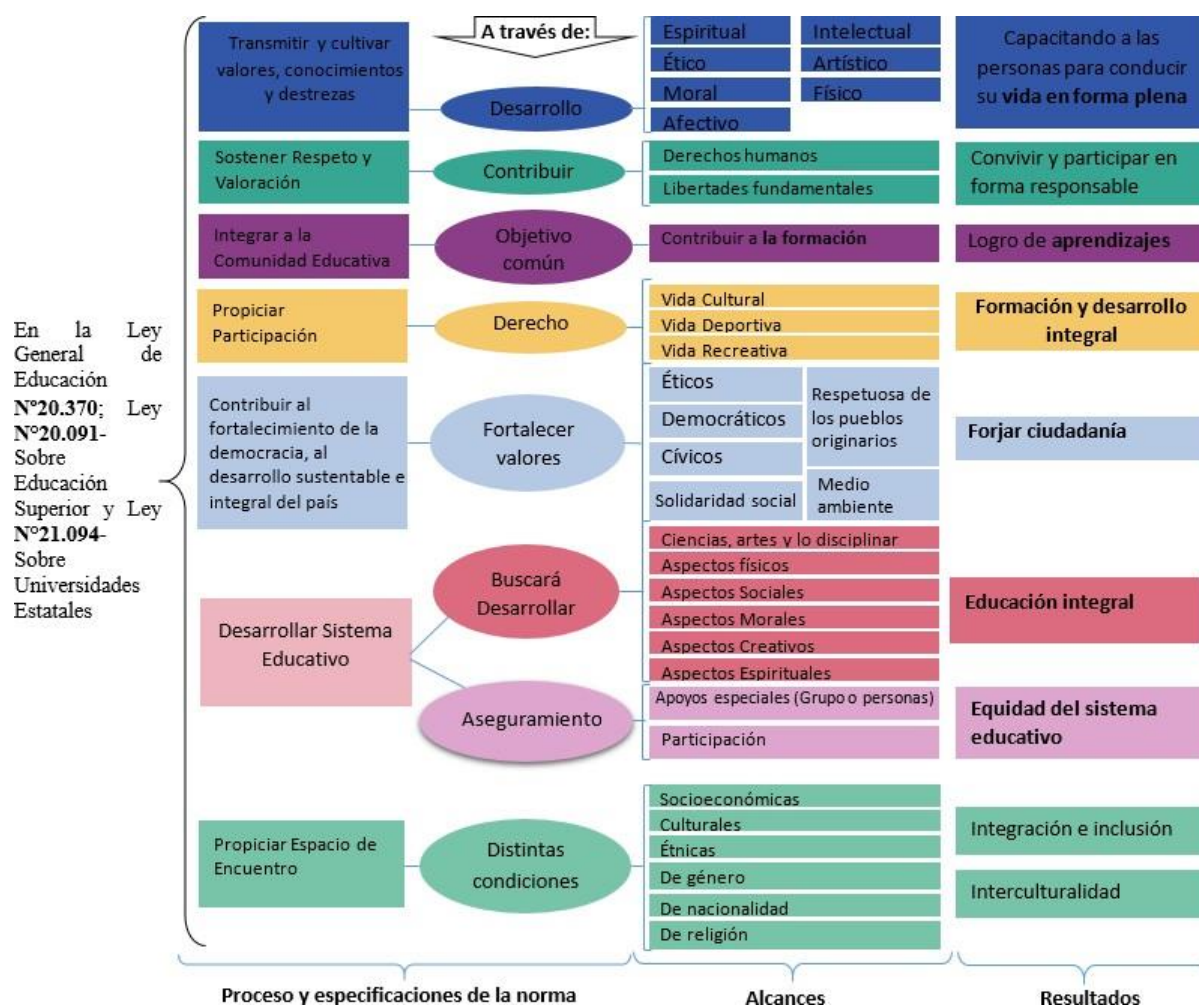 En la Ley
General de
Educación
N°20.370; Ley
N°20.091-
Sobre
Educación
Superior y Ley
N°21.094-
Sobre
Universidades
Estatales
A través de:
Transmitir y cultivar
valores, conocimientos
y destrezas
Desarrollo
Espiritual
Ético
Moral
Afectivo
Intelectual
Artístico
Físico
Capacitando a las
personas para conducir
su vida en forma plena
Sostener Respeto y
Valoración
Contribuir
Derechos humanos
Libertades fundamentales
Convivir y participar en
forma responsable
Integrar a la
Comunidad Educativa
Objetivo
común
Contribuir a la formación
Logro de aprendizajes
Propiciar
Participación
Derecho
Vida Cultural
Vida Deportiva
Vida Recreativa
Formación y desarrollo
integral
Contribuir al
fortalecimiento de la
democracia, al
desarrollo sustentable e
integral del país
Fortalecer
valores
Éticos
Democráticos
Cívicos
Solidaridad social
Respetuosa de
los pueblos
originarios
Medio
ambiente
Forjar ciudadanía
Desarrollar Sistema
Educativo
Buscará
Desarrollar
Ciencias, artes y lo disciplinar
Aspectos físicos
Aspectos Sociales
Aspectos Morales
Aspectos Creativos
Aspectos Espirituales
Educación integral
Aseguramiento
Apoyos especiales (Grupo o personas)
Participación
Equidad del sistema
educativo
Propiciar Espacio de
Encuentro
Distintas
condiciones
Socioeconómicas
Culturales
Étnicas
De género
De nacionalidad
De religión
Integración e inclusión
Interculturalidad
Proceso y especificaciones de la norma
Alcances
Resultados